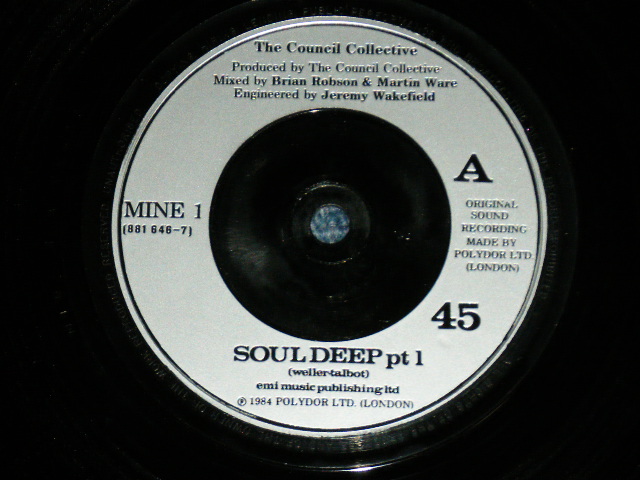 The Council Collective
Produced by The Council Collective
Mixed by Brian Robson & Martin Ware
Engineered by Jeremy Wakefield
A
MINE 1
(881 646-7)
ORIGINAL
SOUND
RECORDING
MADE BY
POLYDOR LTD.
(LONDON)
45
SOUL DEEP pt 1
(weller-talbot)
emi music publishing ltd
℗ 1984 POLYDOR LTD. (LONDON)